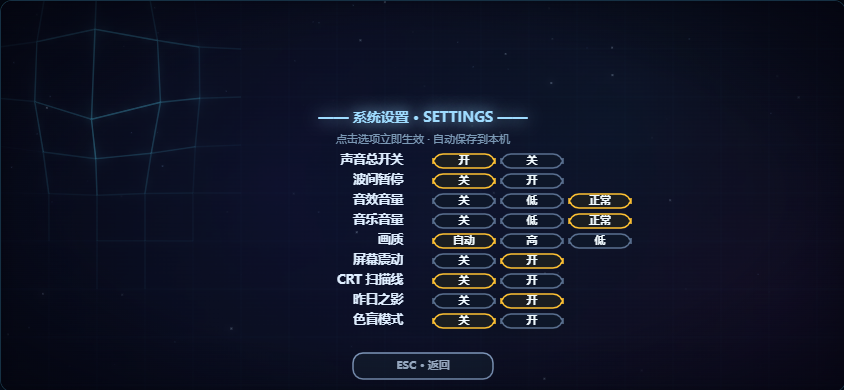 系统设置 • SETTINGS
点击选项立即生效 · 自动保存到本机
声音总开关 开 关
波间暂停 关 开
音效音量 关 低 正常
音乐音量 关 低 正常
画质 自动 高 低
屏幕震动 关 开
CRT 扫描线 关 开
昨日之影 关 开
色盲模式 关 开
ESC • 返回